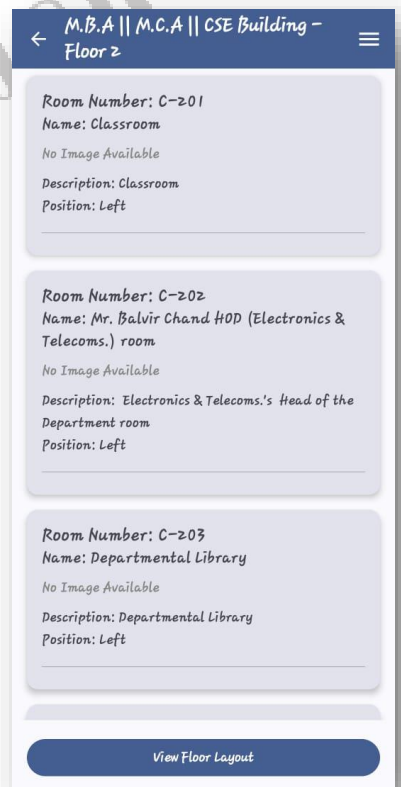 M.B.A || M.C.A || CSE Building –
Floor 2
Room Number: C-201
Name: Classroom
No Image Available
Description: Classroom
Position: Left
Room Number: C-202
Name: Mr. Balvir Chand HOD (Electronics &
Telecoms.) room
No Image Available
Description: Electronics & Telecoms.'s Head of the
Department room
Position: Left
Room Number: C-203
Name: Departmental Library
No Image Available
Description: Departmental Library
Position: Left
View Floor Layout